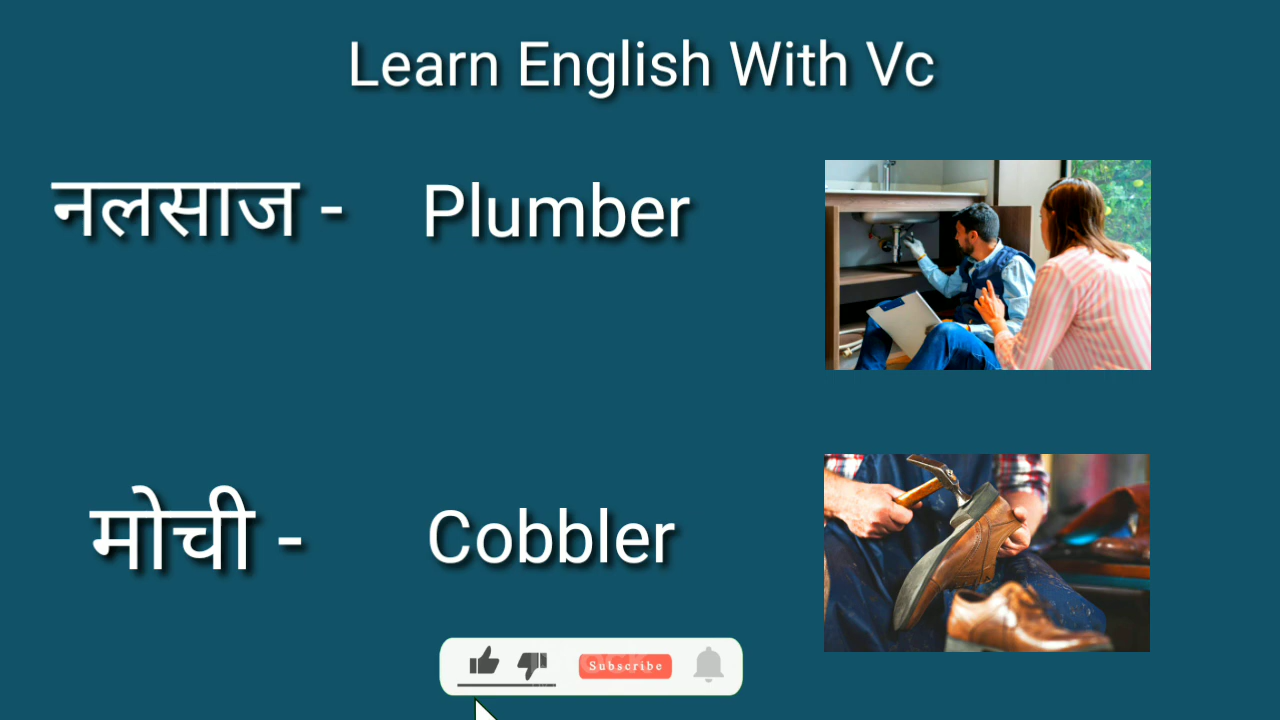 Learn English With Vc
नलसाज - Plumber
मोची - Cobbler
Subscribe